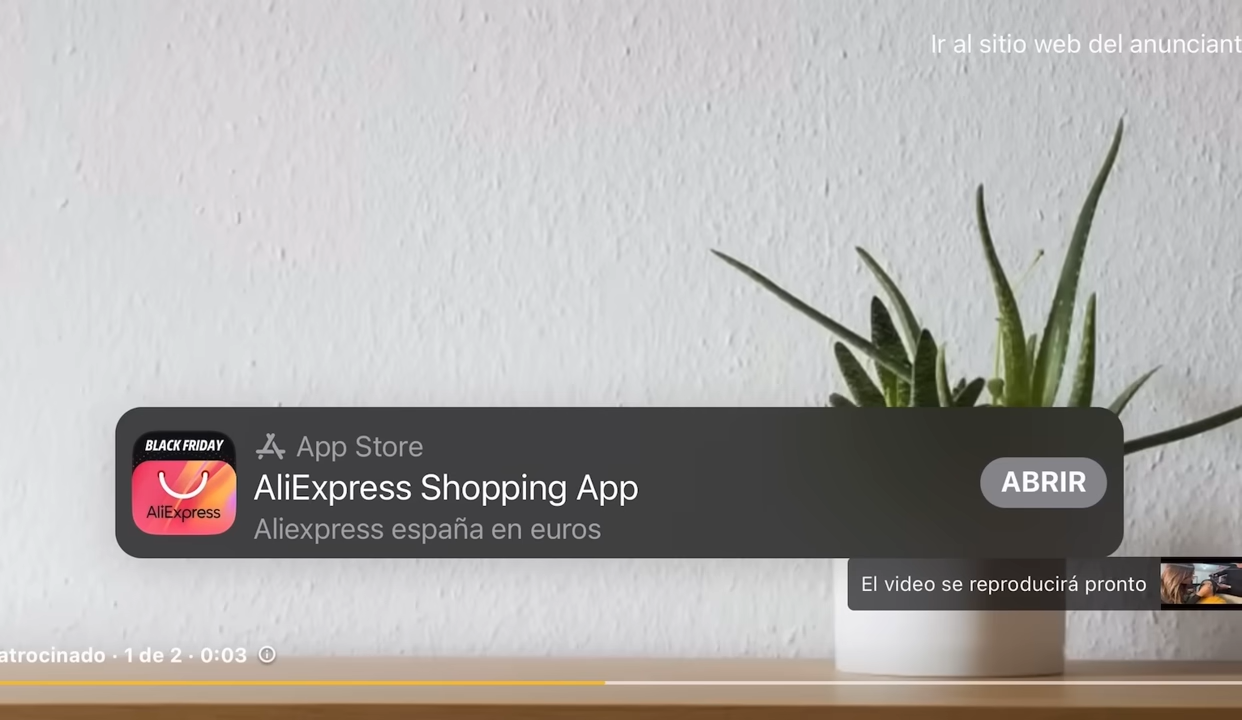 Ir al sitio web del anunciant
BLACK FRIDAY
AliExpress
App Store
AliExpress Shopping App
Aliexpress españa en euros
ABRIR
El video se reproducirá pronto
atrocinado · 1 de 2 · 0:03